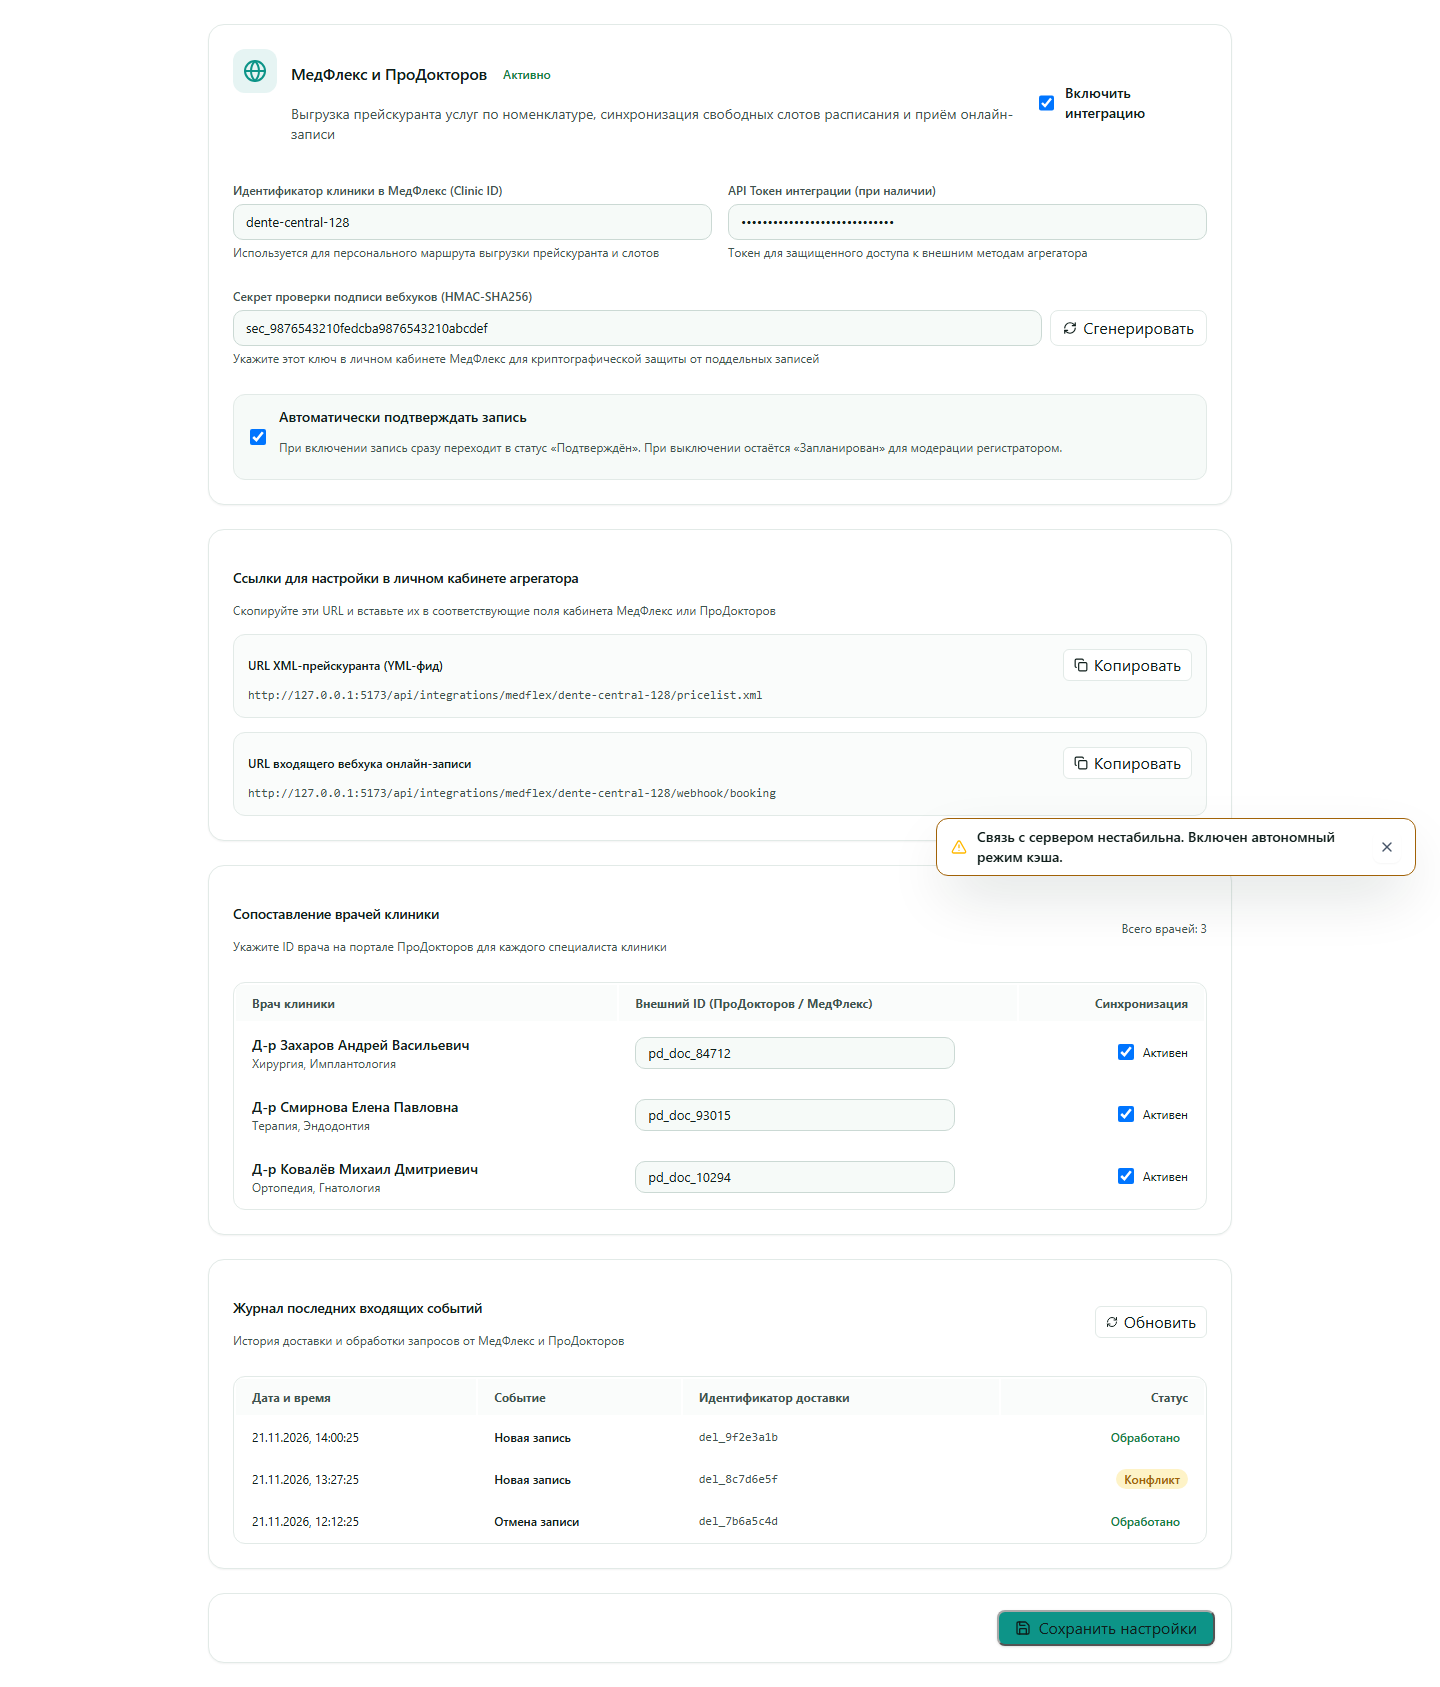 МедФлекс и ПроДокторов
Активно
Выгрузка прейскуранта услуг по номенклатуре, синхронизация свободных слотов расписания и приём онлайн-
записи
Включить
интеграцию
Идентификатор клиники в МедФлекс (Clinic ID)
dente-central-128
Используется для персонального маршрута выгрузки прейскуранта и слотов
API Токен интеграции (при наличии)
•••••••••••••••••••••••••••••
Токен для защищенного доступа к внешним методам агрегатора
Секрет проверки подписи вебхуков (HMAC-SHA256)
sec_9876543210fedcba9876543210abcdef
Сгенерировать
Укажите этот ключ в личном кабинете МедФлекс для криптографической защиты от поддельных записей
Автоматически подтверждать запись
При включении запись сразу переходит в статус «Подтверждён». При выключении остаётся «Запланирован» для модерации регистратором.
Ссылки для настройки в личном кабинете агрегатора
Скопируйте эти URL и вставьте их в соответствующие поля кабинета МедФлекс или ПроДокторов
URL XML-прейскуранта (YML-фид)
Копировать
http://127.0.0.1:5173/api/integrations/medflex/dente-central-128/pricelist.xml
URL входящего вебхука онлайн-записи
Копировать
http://127.0.0.1:5173/api/integrations/medflex/dente-central-128/webhook/booking
Связь с сервером нестабильна. Включен автономный
режим кэша.
Сопоставление врачей клиники
Укажите ID врача на портале ПроДокторов для каждого специалиста клиники
Всего врачей: 3
Врач клиники
Внешний ID (ПроДокторов / МедФлекс)
Синхронизация
Д-р Захаров Андрей Васильевич
Хирургия, Имплантология
pd_doc_84712
Активен
Д-р Смирнова Елена Павловна
Терапия, Эндодонтия
pd_doc_93015
Активен
Д-р Ковалёв Михаил Дмитриевич
Ортопедия, Гнатология
pd_doc_10294
Активен
Журнал последних входящих событий
История доставки и обработки запросов от МедФлекс и ПроДокторов
Обновить
Дата и время
Событие
Идентификатор доставки
Статус
21.11.2026, 14:00:25
Новая запись
del_9f2e3a1b
Обработано
21.11.2026, 13:27:25
Новая запись
del_8c7d6e5f
Конфликт
21.11.2026, 12:12:25
Отмена записи
del_7b6a5c4d
Обработано
Сохранить настройки